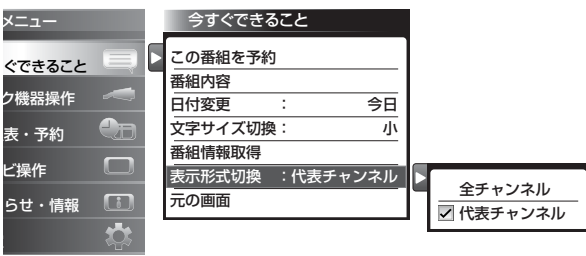 メニュー
ぐできること
ク機器操作
表・予約
ビ操作
らせ・情報
今すぐできること
この番組を予約
番組内容
日付変更 : 今日
文字サイズ切換 : 小
番組情報取得
表示形式切換 : 代表チャンネル
元の画面
全チャンネル
代表チャンネル